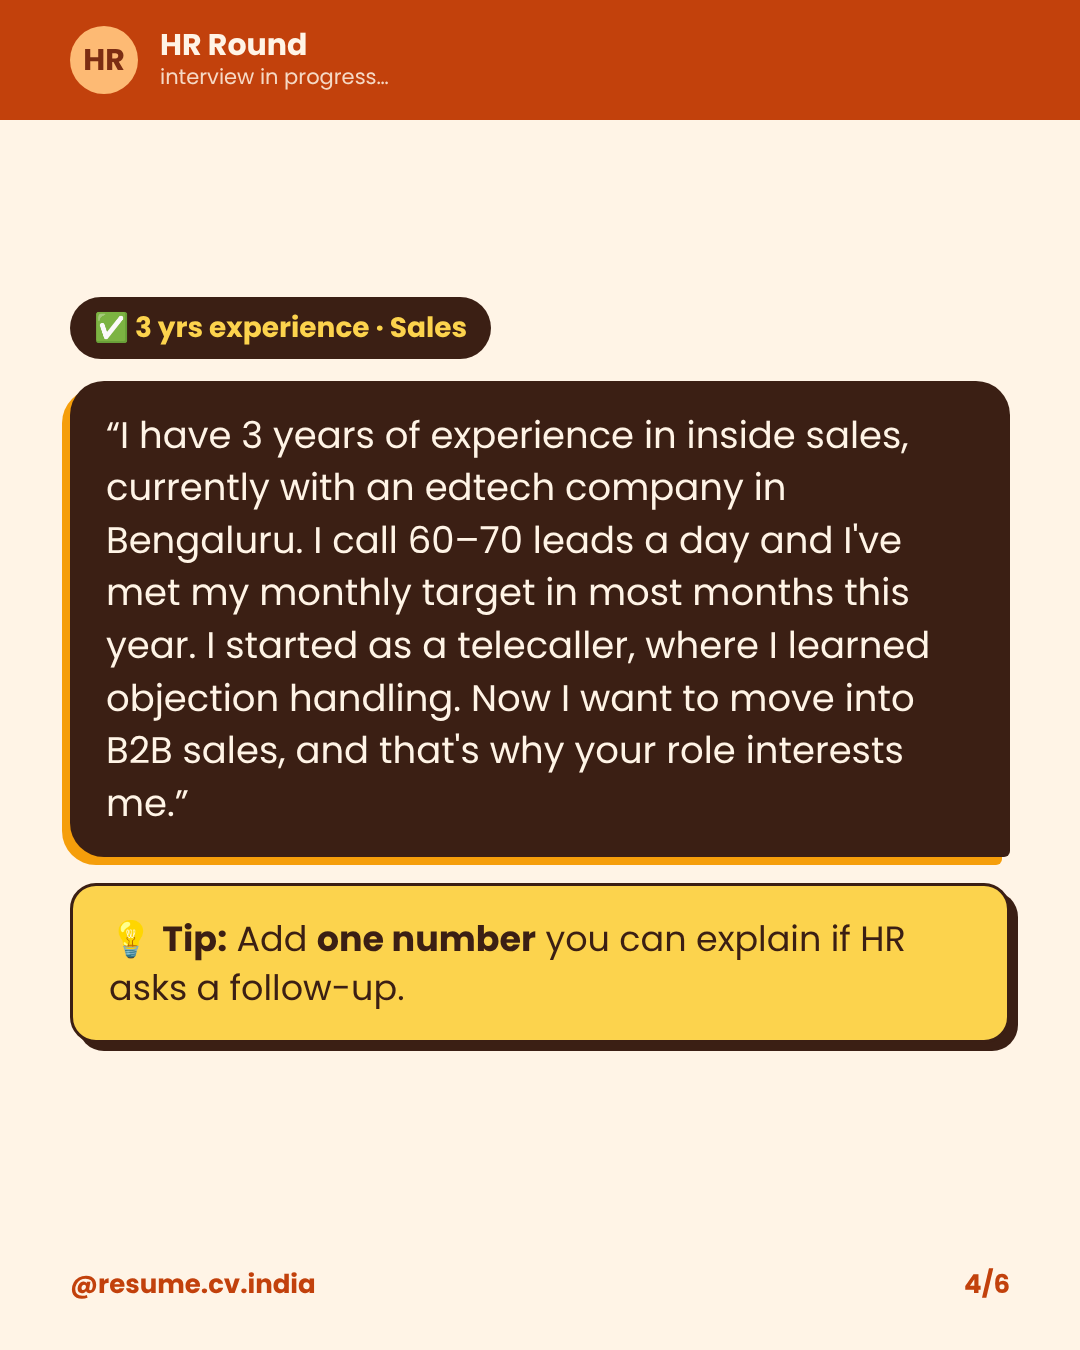 HR
HR Round
interview in progress...
✅ 3 yrs experience · Sales
“I have 3 years of experience in inside sales,
currently with an edtech company in
Bengaluru. I call 60–70 leads a day and I've
met my monthly target in most months this
year. I started as a telecaller, where I learned
objection handling. Now I want to move into
B2B sales, and that's why your role interests
me.”
💡 Tip: Add one number you can explain if HR
asks a follow-up.
@resume.cv.india
4/6